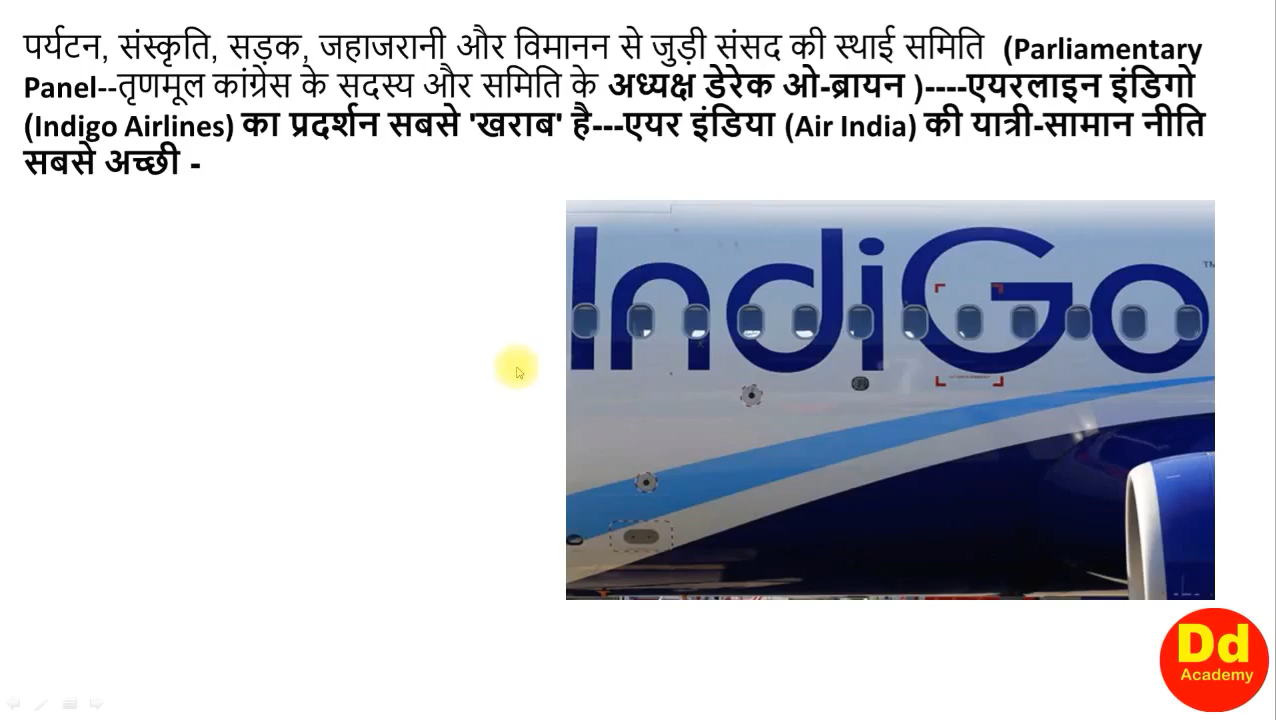 पर्यटन, संस्कृति, सड़क, जहाजरानी और विमानन से जुड़ी संसद की स्थाई समिति (Parliamentary
Panel--तृणमूल कांग्रेस के सदस्य और समिति के अध्यक्ष डेरेक ओ-ब्रायन )----एयरलाइन इंडिगो
(Indigo Airlines) का प्रदर्शन सबसे 'खराब' है---एयर इंडिया (Air India) की यात्री-सामान नीति
सबसे अच्छी -
IndiGo
TM
Dd
Academy